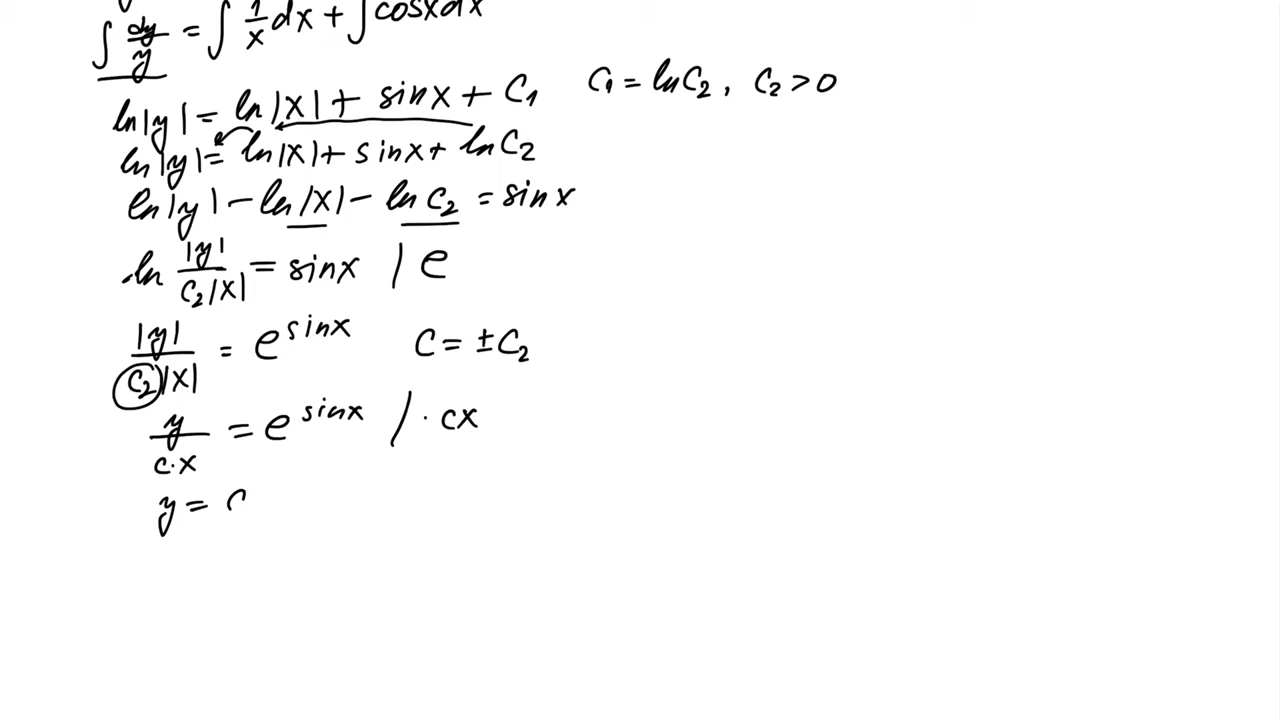 ∫ dy/y = ∫ 1/x dx + ∫ cosx dx
ln|y| = ln|x| + sinx + C₁   C₁ = lnC₂, C₂ > 0
ln|y| = ln|x| + sinx + lnC₂
ln|y| - ln|x| - lnC₂ = sinx
ln |y|/(C₂|x|) = sinx | e
|y|/(C₂|x|) = e^(sinx)   C = ±C₂
y/(c·x) = e^(sinx) / · cx
y =